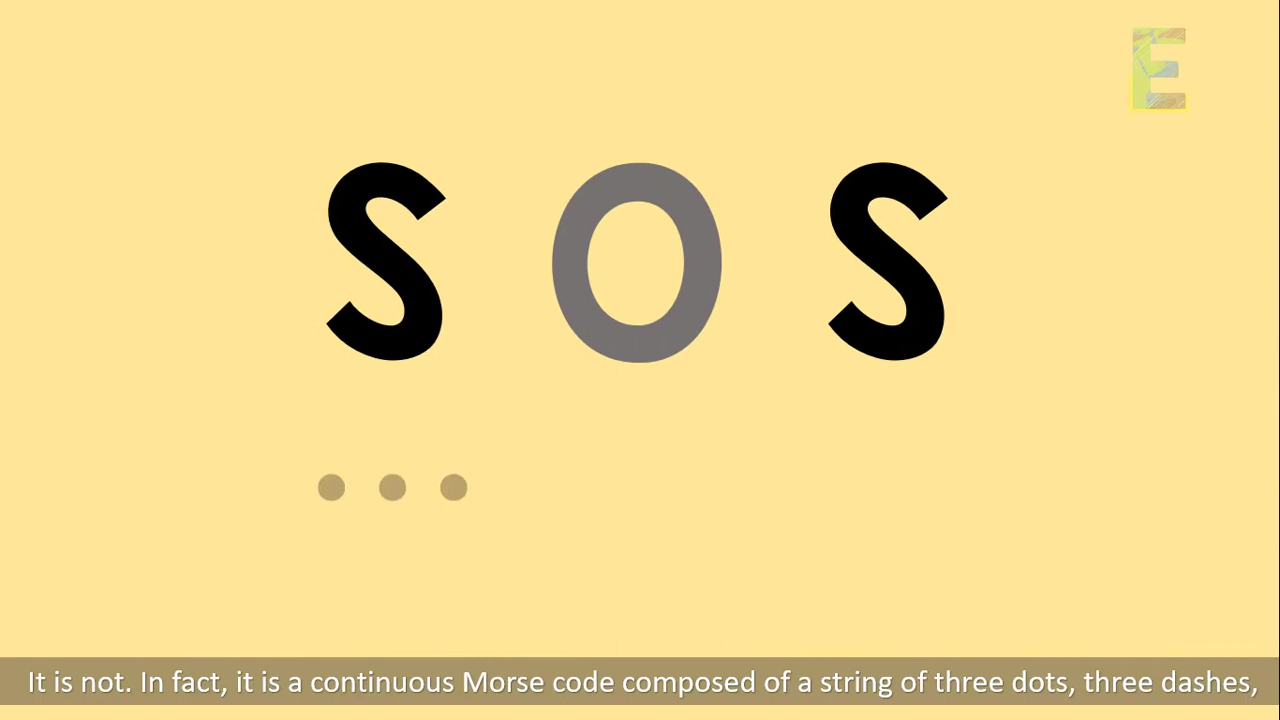 E
S O S
It is not. In fact, it is a continuous Morse code composed of a string of three dots, three dashes,